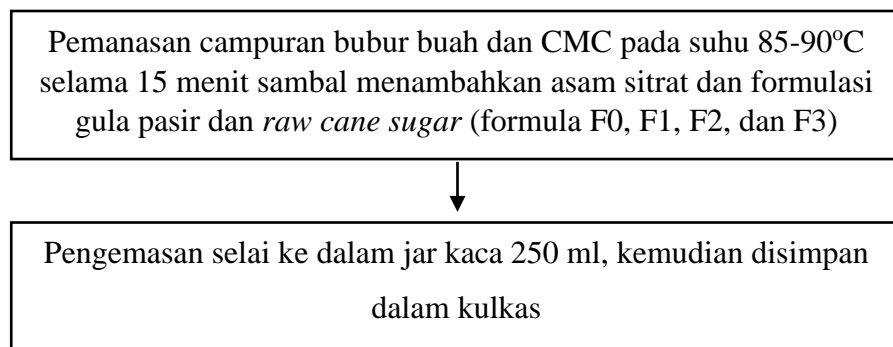 Pemanasan campuran bubur buah dan CMC pada suhu 85-90ºC
selama 15 menit sambal menambahkan asam sitrat dan formulasi
gula pasir dan raw cane sugar (formula F0, F1, F2, dan F3)
Pengemasan selai ke dalam jar kaca 250 ml, kemudian disimpan
dalam kulkas